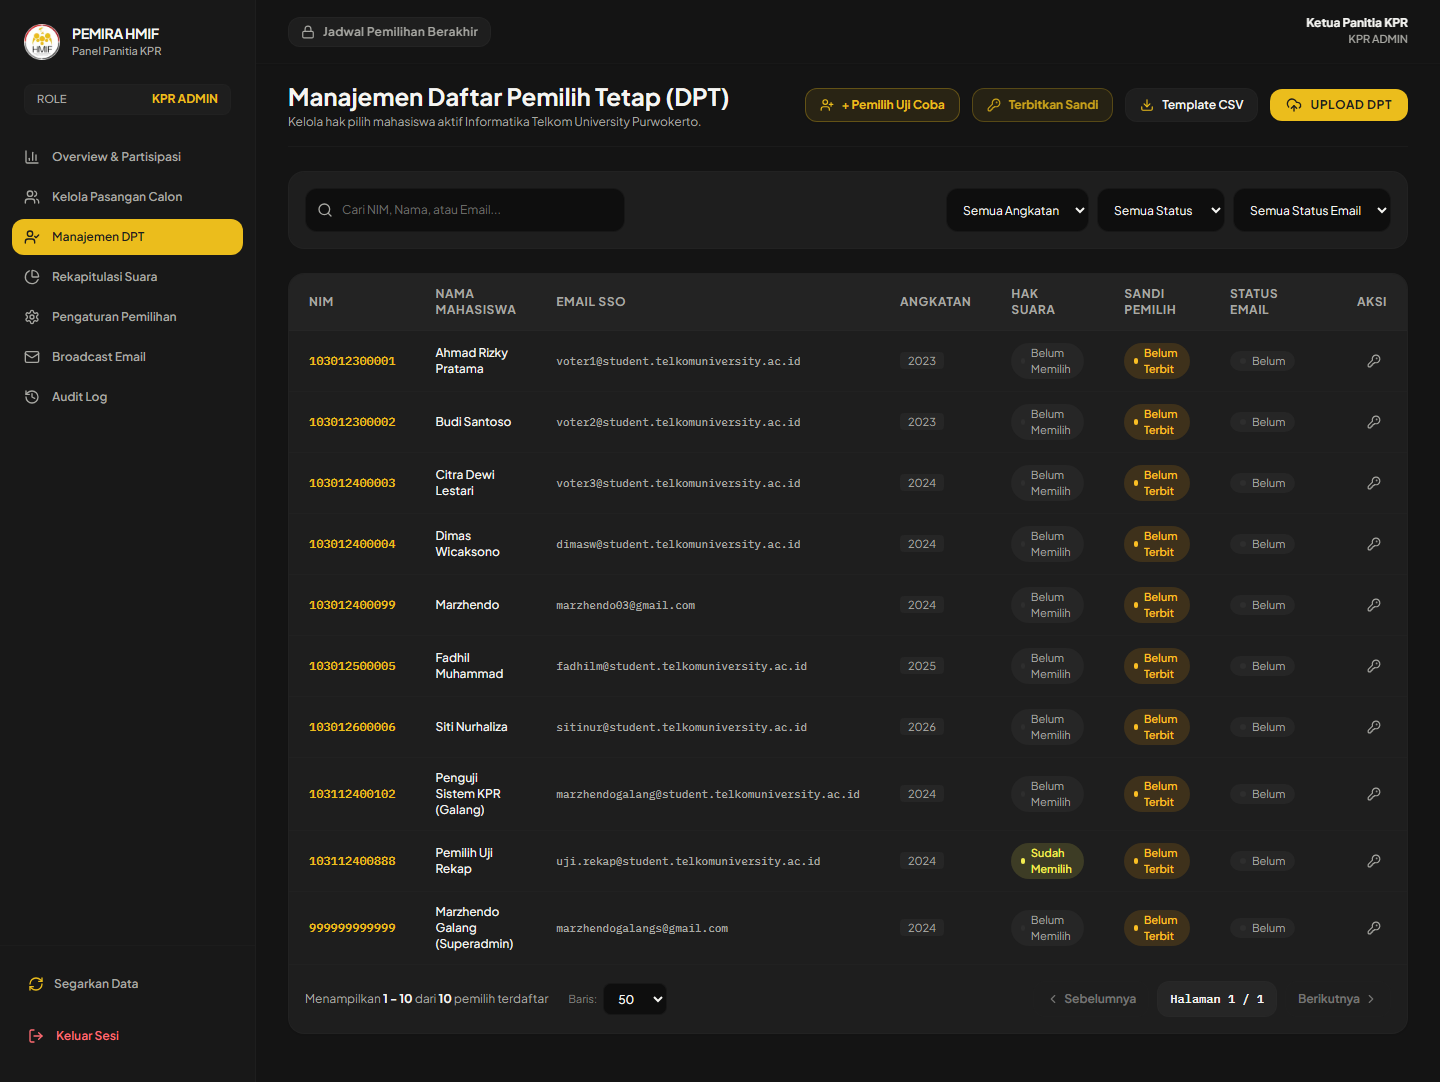 PEMIRA HMIF
Panel Panitia KPR
HMIF
ROLE KPR ADMIN
Overview & Partisipasi
Kelola Pasangan Calon
Manajemen DPT
Rekapitulasi Suara
Pengaturan Pemilihan
Broadcast Email
Audit Log
Segarkan Data
Keluar Sesi
Jadwal Pemilihan Berakhir
Ketua Panitia KPR
KPR ADMIN
Manajemen Daftar Pemilih Tetap (DPT)
Kelola hak pilih mahasiswa aktif Informatika Telkom University Purwokerto.
+ Pemilih Uji Coba
Terbitkan Sandi
Template CSV
UPLOAD DPT
Cari NIM, Nama, atau Email...
Semua Angkatan
Semua Status
Semua Status Email
NIM
NAMA
MAHASISWA
EMAIL SSO
ANGKATAN
HAK
SUARA
SANDI
PEMILIH
STATUS
EMAIL
AKSI
103012300001
Ahmad Rizky
Pratama
voter1@student.telkomuniversity.ac.id
2023
Belum
Memilih
Belum
Terbit
Belum
103012300002
Budi Santoso
voter2@student.telkomuniversity.ac.id
2023
Belum
Memilih
Belum
Terbit
Belum
103012400003
Citra Dewi
Lestari
voter3@student.telkomuniversity.ac.id
2024
Belum
Memilih
Belum
Terbit
Belum
103012400004
Dimas
Wicaksono
dimasw@student.telkomuniversity.ac.id
2024
Belum
Memilih
Belum
Terbit
Belum
103012400099
Marzhendo
marzhendo03@gmail.com
2024
Belum
Memilih
Belum
Terbit
Belum
103012500005
Fadhil
Muhammad
fadhilm@student.telkomuniversity.ac.id
2025
Belum
Memilih
Belum
Terbit
Belum
103012600006
Siti Nurhaliza
sitinur@student.telkomuniversity.ac.id
2026
Belum
Memilih
Belum
Terbit
Belum
103112400102
Penguji
Sistem KPR
(Galang)
marzhendogalang@student.telkomuniversity.ac.id
2024
Belum
Memilih
Belum
Terbit
Belum
103112400888
Pemilih Uji
Rekap
uji.rekap@student.telkomuniversity.ac.id
2024
Sudah
Memilih
Belum
Terbit
Belum
999999999999
Marzhendo
Galang
(Superadmin)
marzhendogalangs@gmail.com
2024
Belum
Memilih
Belum
Terbit
Belum
Menampilkan 1 - 10 dari 10 pemilih terdaftar
Baris: 50
Sebelumnya
Halaman 1 / 1
Berikutnya